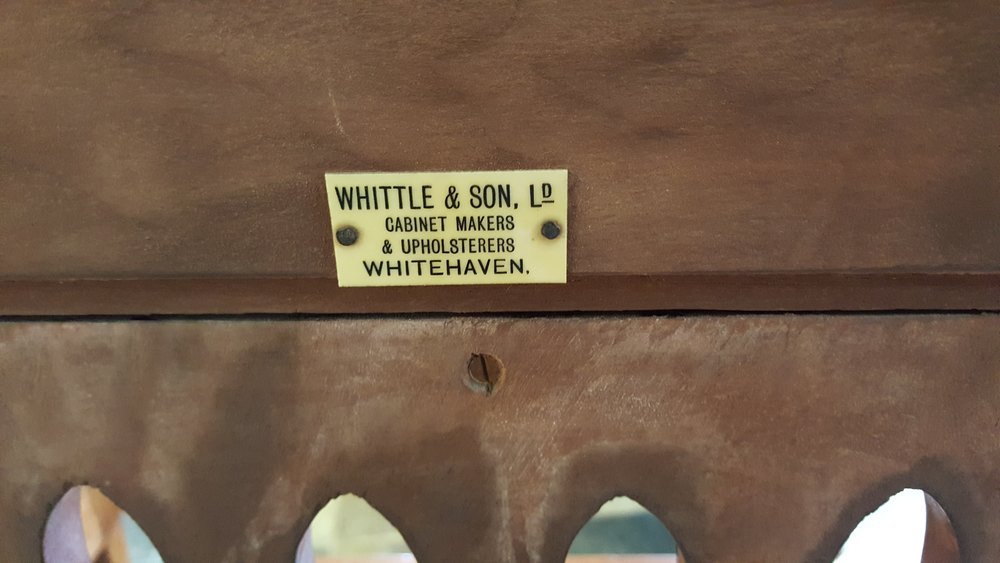 WHITTLE & SON, Lᴰ
CABINET MAKERS
& UPHOLSTERERS
WHITEHAVEN.